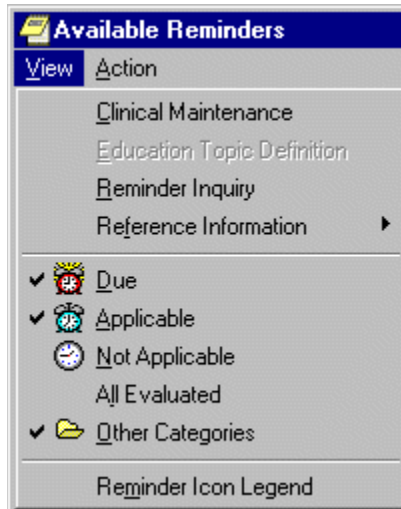 Available Reminders
View Action
Clinical Maintenance
Education Topic Definition
Reminder Inquiry
Reference Information
Due
Applicable
Not Applicable
All Evaluated
Other Categories
Reminder Icon Legend